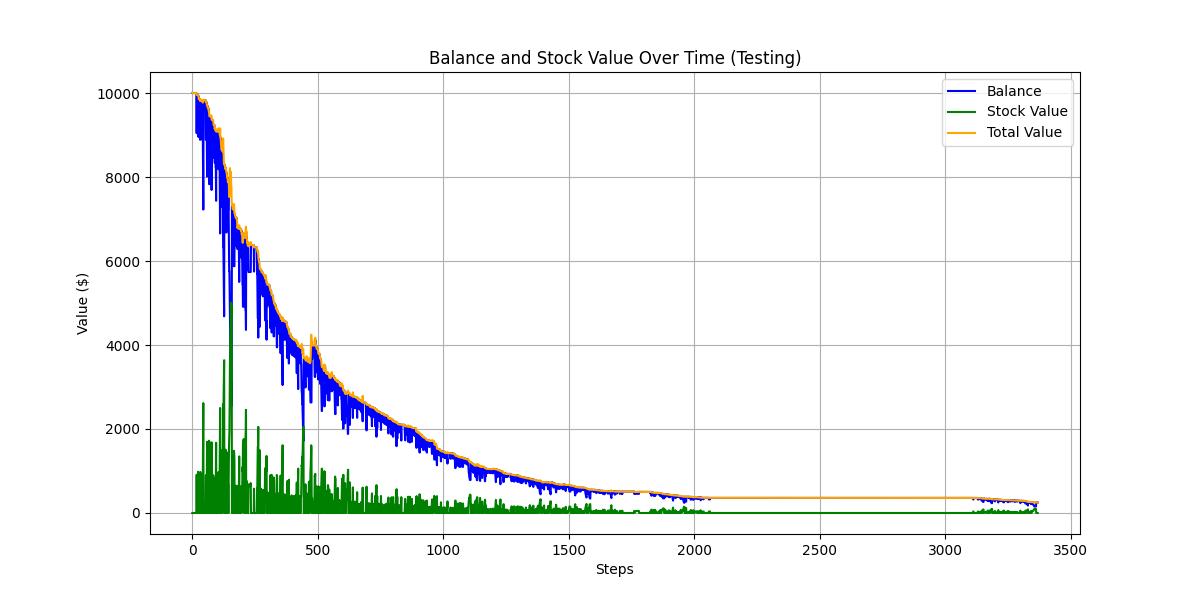 Balance and Stock Value Over Time (Testing)
Balance
Stock Value
Total Value
10000
8000
6000
4000
2000
0
Value ($)
0 500 1000 1500 2000 2500 3000 3500
Steps